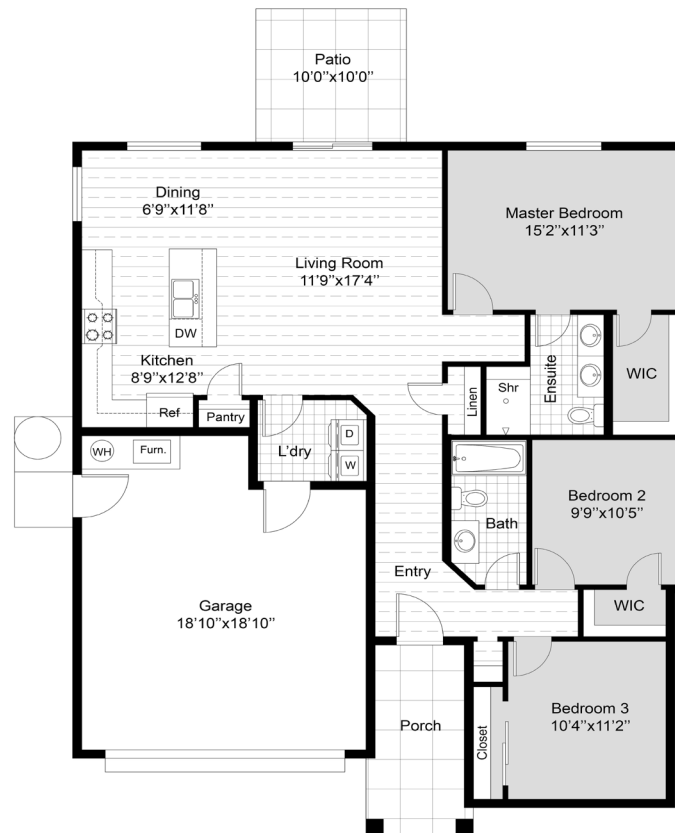 Patio
10'0"x10'0"
Dining
6'9"x11'8"
Master Bedroom
15'2"x11'3"
Living Room
11'9"x17'4"
DW
Kitchen
8'9"x12'8"
Ref
Pantry
Linen
Shr
Ensuite
WIC
WH
Furn.
L'dry
D
W
Bath
Bedroom 2
9'9"x10'5"
Entry
WIC
Garage
18'10"x18'10"
Porch
Closet
Bedroom 3
10'4"x11'2"